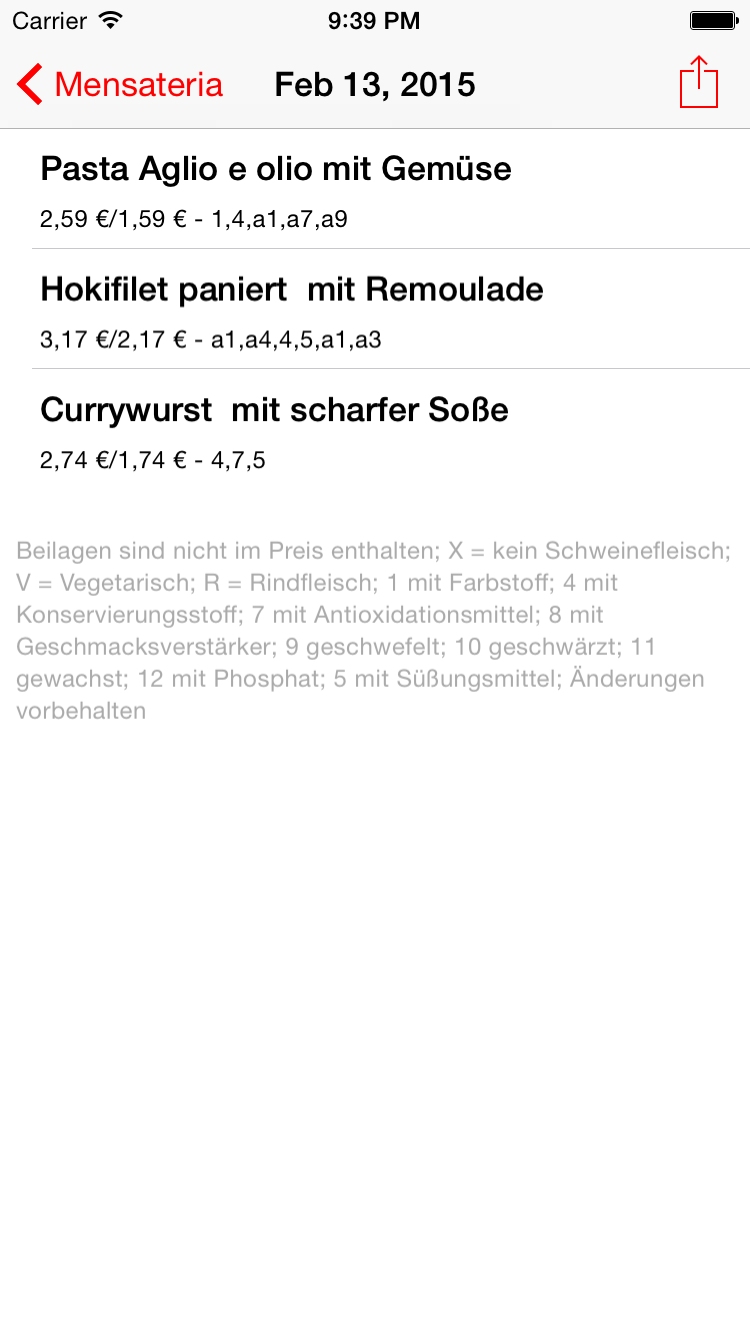 Carrier 9:39 PM
Mensateria Feb 13, 2015
Pasta Aglio e olio mit Gemüse
2,59 €/1,59 € - 1,4,a1,a7,a9
Hokifilet paniert  mit Remoulade
3,17 €/2,17 € - a1,a4,4,5,a1,a3
Currywurst  mit scharfer Soße
2,74 €/1,74 € - 4,7,5
Beilagen sind nicht im Preis enthalten; X = kein Schweinefleisch;
V = Vegetarisch; R = Rindfleisch; 1 mit Farbstoff; 4 mit
Konservierungsstoff; 7 mit Antioxidationsmittel; 8 mit
Geschmacksverstärker; 9 geschwefelt; 10 geschwärzt; 11
gewachst; 12 mit Phosphat; 5 mit Süßungsmittel; Änderungen
vorbehalten